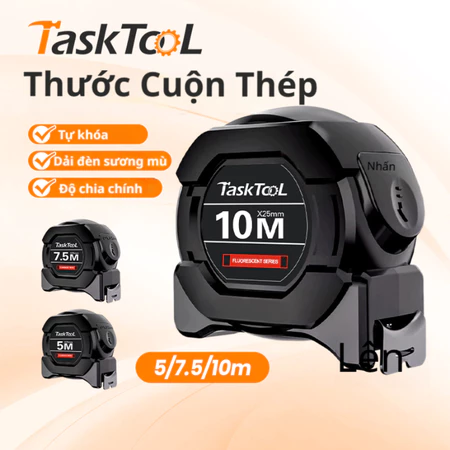 TaskTooL
Thước Cuộn Thép
Tự khóa
Dải đèn sương mù
Độ chia chính
Nhấn
TaskTooL
X25mm
10M
FLUORESCENT SERIES
TaskTooL
7.5M
TaskTooL
5M
Lên
5/7.5/10m